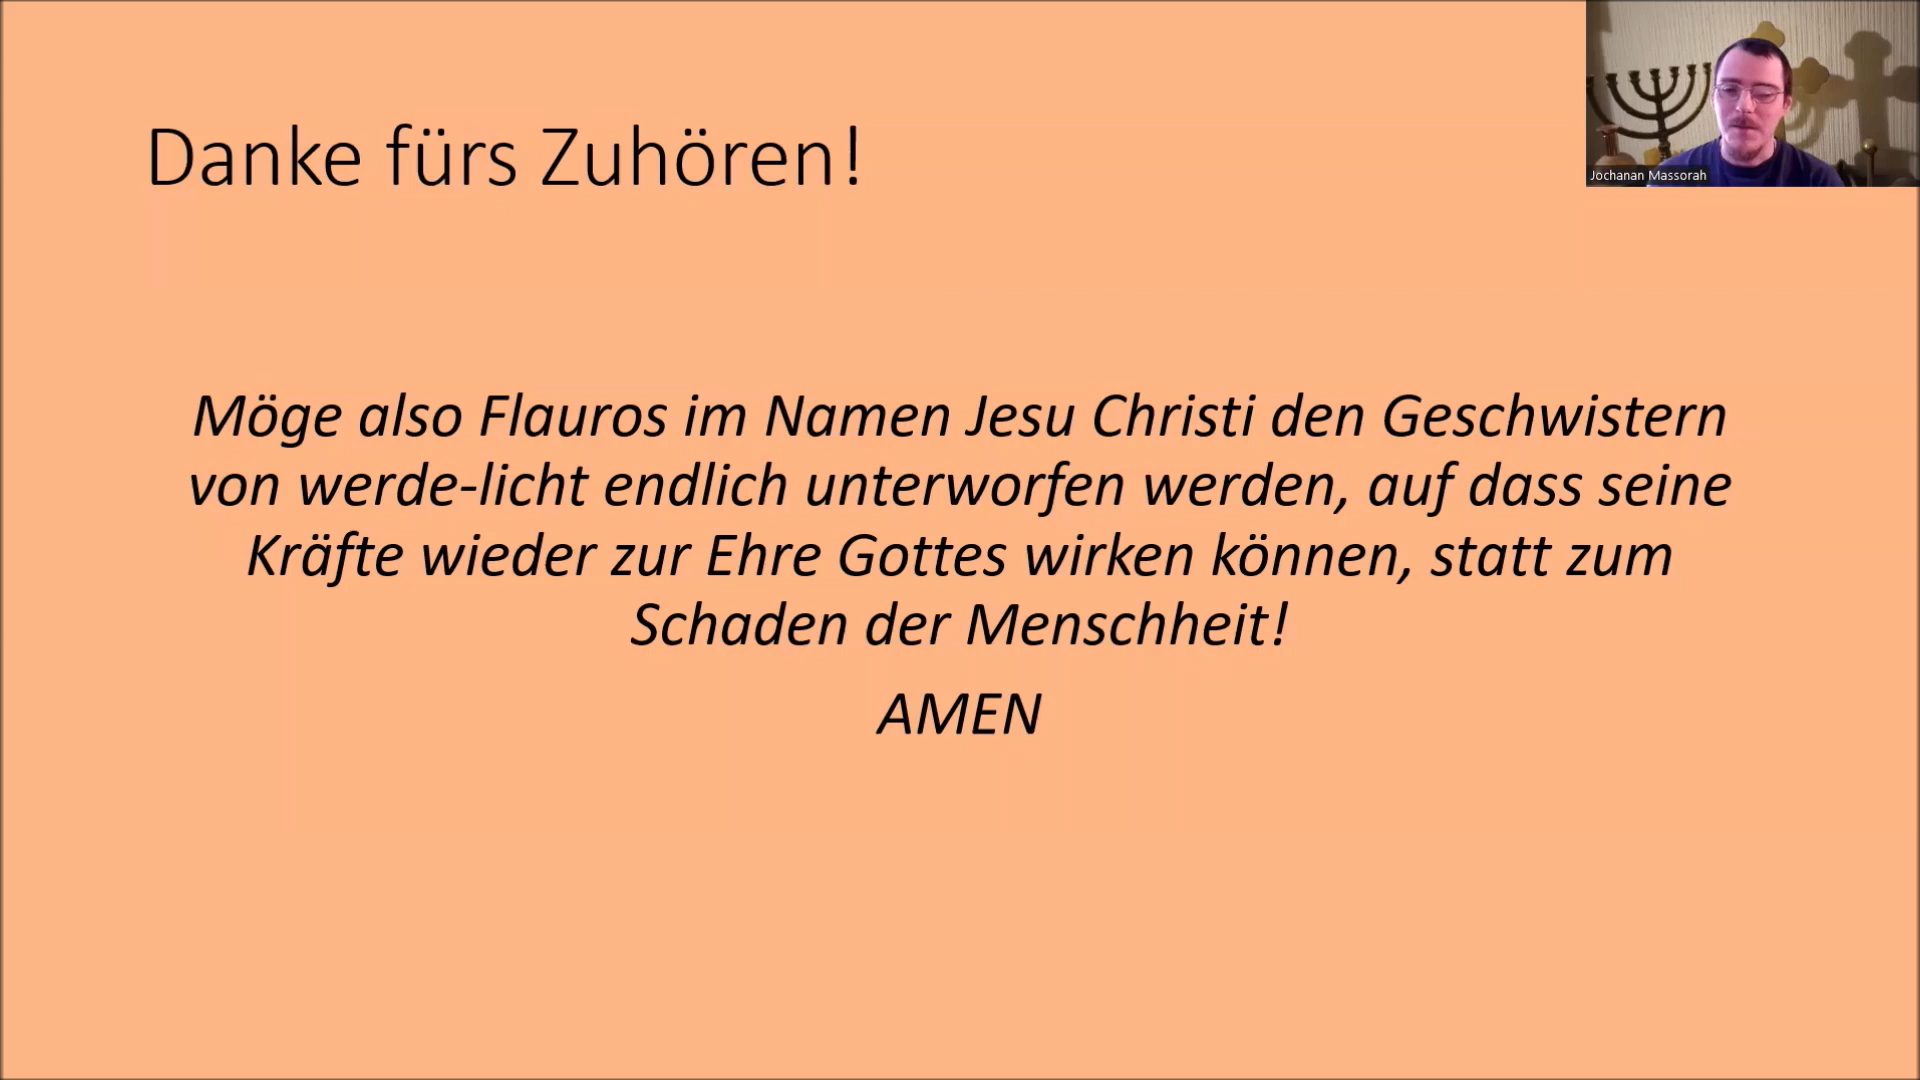 Danke fürs Zuhören!
Jochanan Massorah
Möge also Flauros im Namen Jesu Christi den Geschwistern
von werde-licht endlich unterworfen werden, auf dass seine
Kräfte wieder zur Ehre Gottes wirken können, statt zum
Schaden der Menschheit!
AMEN